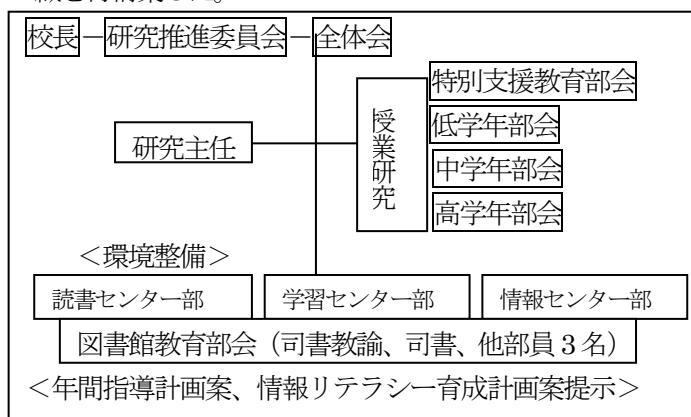 校長－研究推進委員会－全体会
特別支援教育部会
授業研究
低学年部会
研究主任
中学年部会
高学年部会
＜環境整備＞
読書センター部 学習センター部 情報センター部
図書館教育部会（司書教諭、司書、他部員３名）
＜年間指導計画案、情報リテラシー育成計画案提示＞